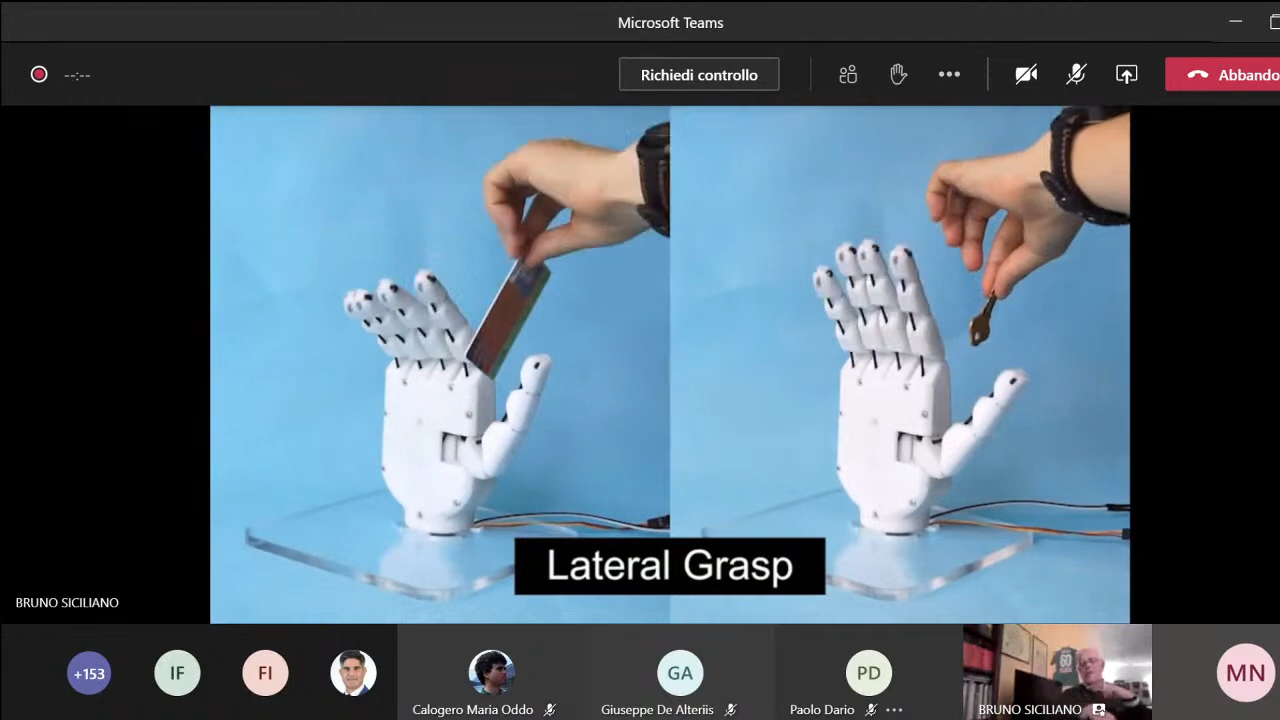 Microsoft Teams
--:--
Richiedi controllo
Abbando
Lateral Grasp
BRUNO SICILIANO
+153
IF
FI
Calogero Maria Oddo
GA
Giuseppe De Alteriis
PD
Paolo Dario
60
BRUNO SICILIANO
MN